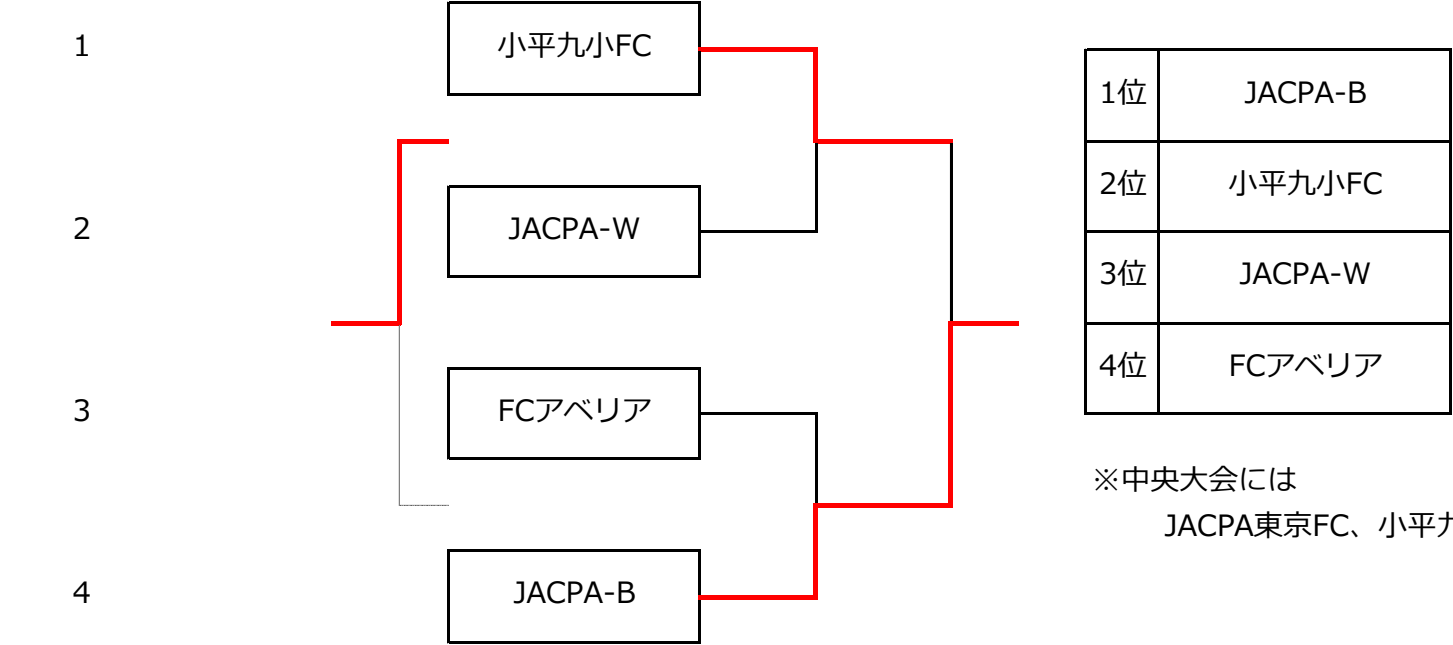 1
小平九小FC
2
JACPA-W
3
FCアベリア
4
JACPA-B
1位 JACPA-B
2位 小平九小FC
3位 JACPA-W
4位 FCアベリア
※中央大会には
JACPA東京FC、小平